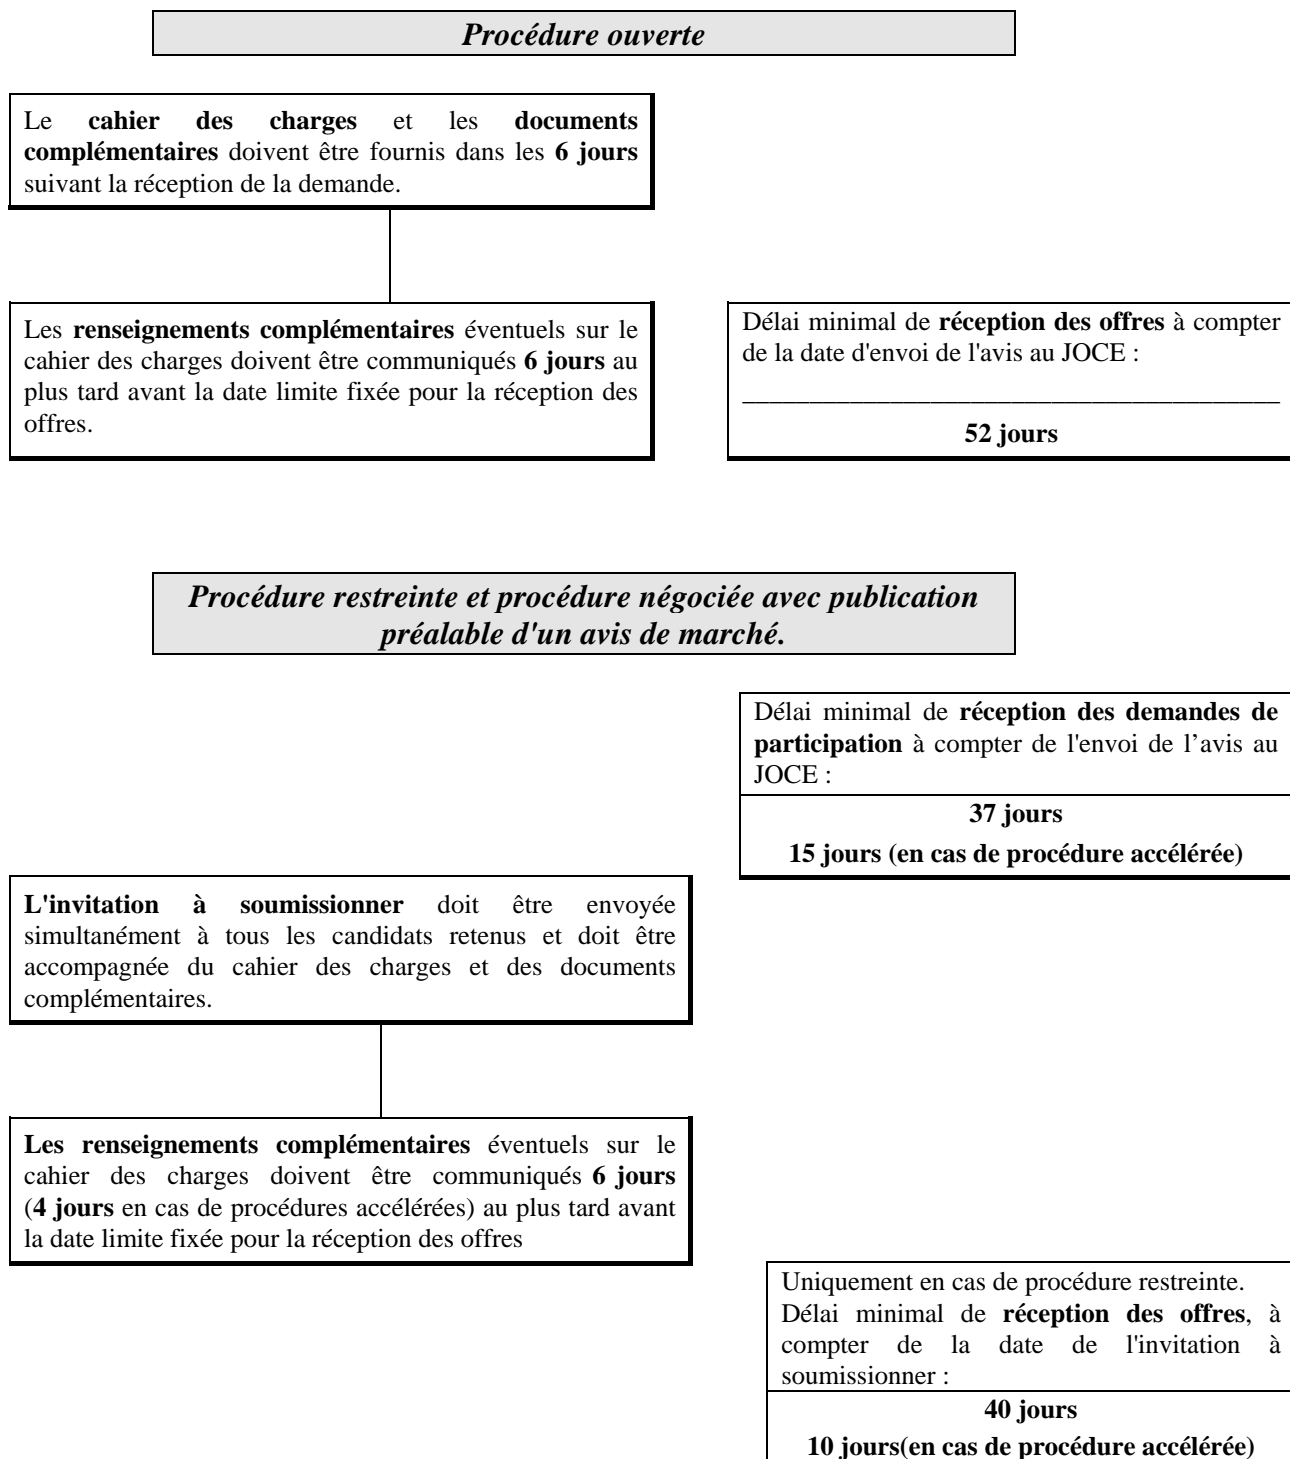 Procédure ouverte
Le cahier des charges et les documents
complémentaires doivent être fournis dans les 6 jours
suivant la réception de la demande.
Les renseignements complémentaires éventuels sur le
cahier des charges doivent être communiqués 6 jours au
plus tard avant la date limite fixée pour la réception des
offres.
Délai minimal de réception des offres à compter
de la date d'envoi de l'avis au JOCE :
________________________________________
52 jours
Procédure restreinte et procédure négociée avec publication
préalable d'un avis de marché.
Délai minimal de réception des demandes de
participation à compter de l'envoi de l’avis au
JOCE :
37 jours
15 jours (en cas de procédure accélérée)
L'invitation à soumissionner doit être envoyée
simultanément à tous les candidats retenus et doit être
accompagnée du cahier des charges et des documents
complémentaires.
Les renseignements complémentaires éventuels sur le
cahier des charges doivent être communiqués 6 jours
(4 jours en cas de procédures accélérées) au plus tard avant
la date limite fixée pour la réception des offres
Uniquement en cas de procédure restreinte.
Délai minimal de réception des offres, à
compter de la date de l'invitation à
soumissionner :
40 jours
10 jours(en cas de procédure accélérée)